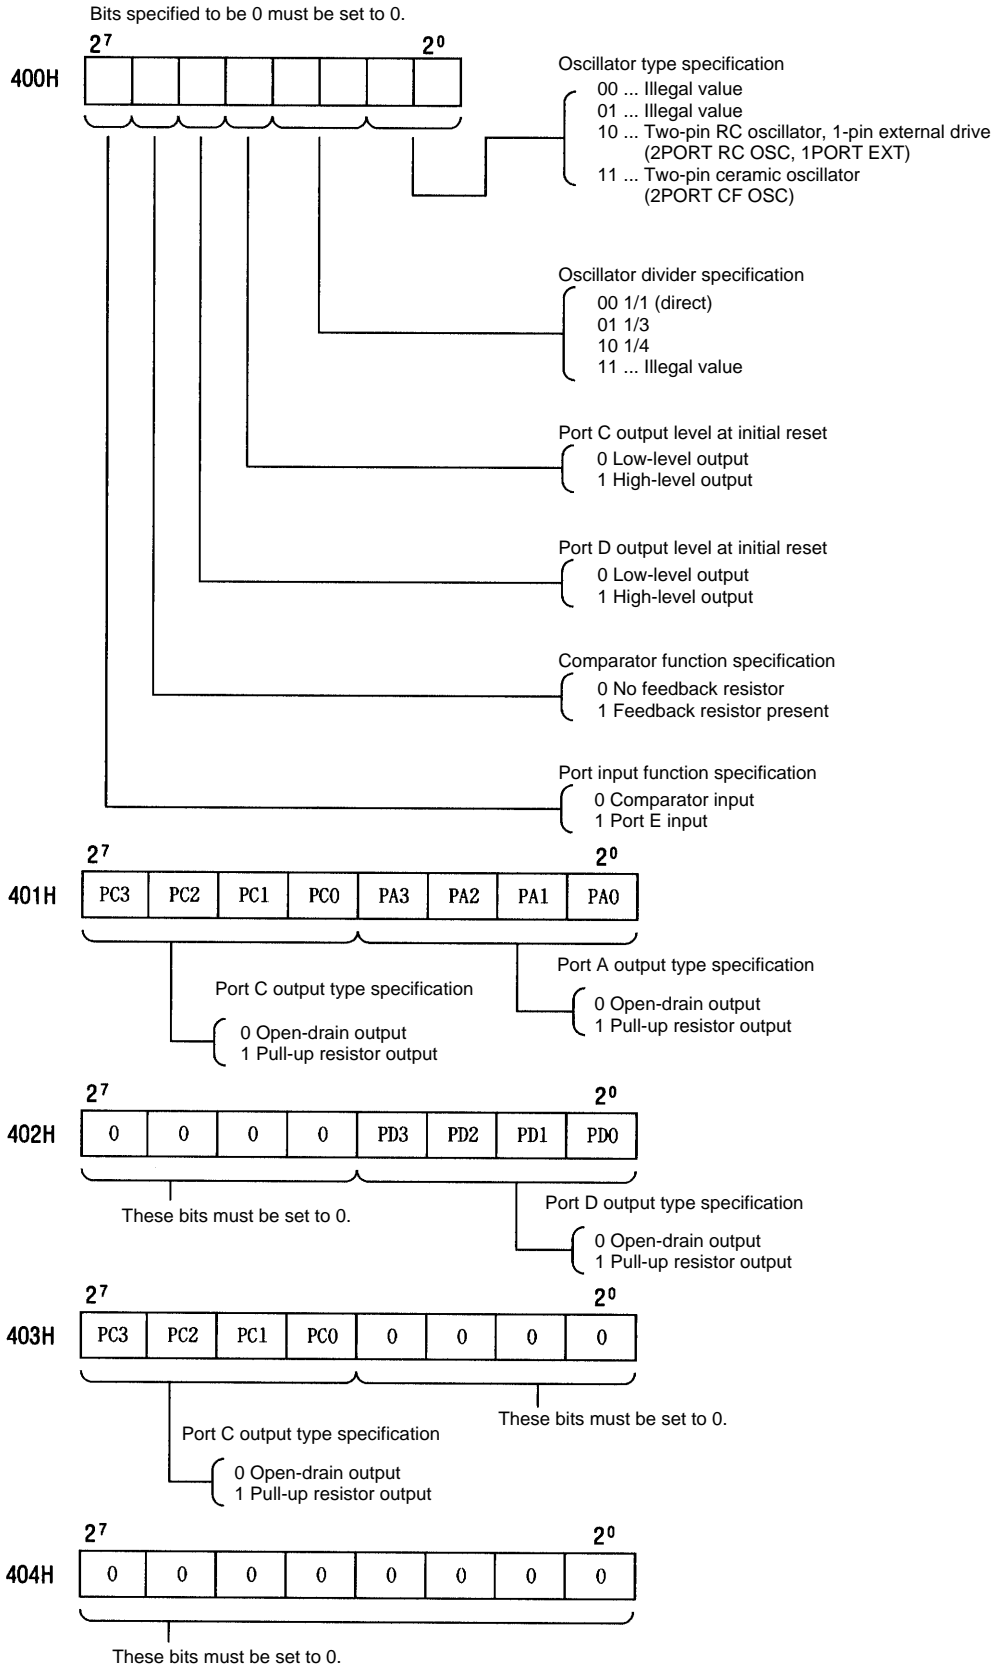 Bits specified to be 0 must be set to 0.
2⁷ 2⁰
400H
Oscillator type specification
00 ... Illegal value
01 ... Illegal value
10 ... Two-pin RC oscillator, 1-pin external drive
(2PORT RC OSC, 1PORT EXT)
11 ... Two-pin ceramic oscillator
(2PORT CF OSC)
Oscillator divider specification
00 1/1 (direct)
01 1/3
10 1/4
11 ... Illegal value
Port C output level at initial reset
0 Low-level output
1 High-level output
Port D output level at initial reset
0 Low-level output
1 High-level output
Comparator function specification
0 No feedback resistor
1 Feedback resistor present
Port input function specification
0 Comparator input
1 Port E input
2⁷ 2⁰
401H PC3 PC2 PC1 PC0 PA3 PA2 PA1 PA0
Port A output type specification
0 Open-drain output
1 Pull-up resistor output
Port C output type specification
0 Open-drain output
1 Pull-up resistor output
2⁷ 2⁰
402H 0 0 0 0 PD3 PD2 PD1 PD0
These bits must be set to 0.
Port D output type specification
0 Open-drain output
1 Pull-up resistor output
2⁷ 2⁰
403H PC3 PC2 PC1 PC0 0 0 0 0
These bits must be set to 0.
Port C output type specification
0 Open-drain output
1 Pull-up resistor output
2⁷ 2⁰
404H 0 0 0 0 0 0 0 0
These bits must be set to 0.